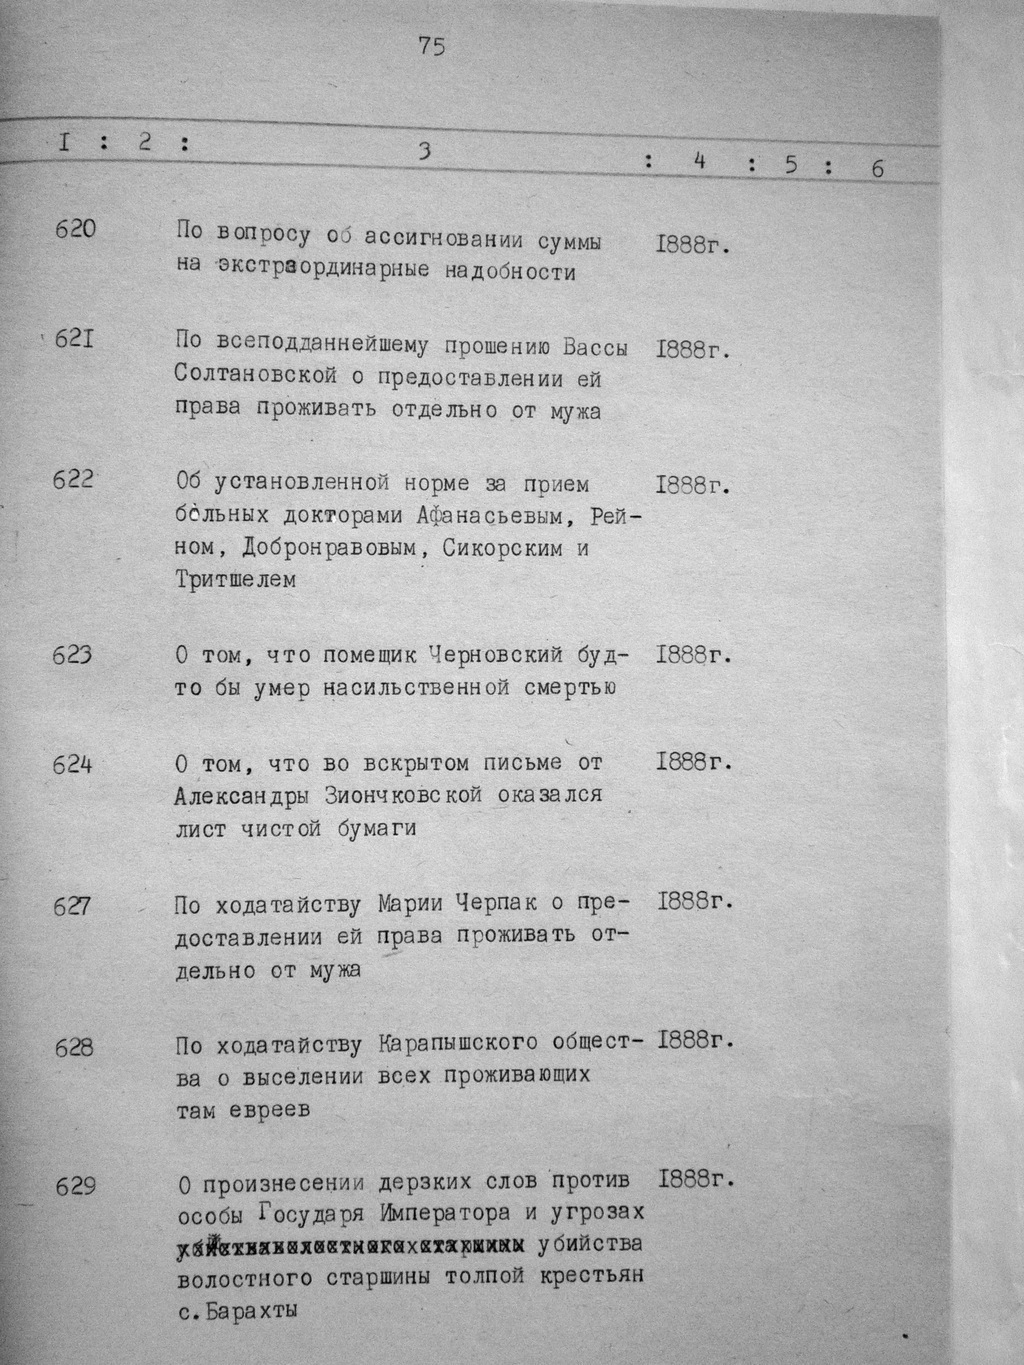 75
I : 2 : 3 : 4 : 5 : 6
620 По вопросу об ассигновании суммы 1888г.
на экстраординарные надобности
621 По всеподданнейшему прошению Вассы 1888г.
Солтановской о предоставлении ей
права проживать отдельно от мужа
622 Об установленной норме за прием 1888г.
больных докторами Афанасьевым, Рей-
ном, Добронравовым, Сикорским и
Тритшелем
623 О том, что помещик Черновский буд- 1888г.
то бы умер насильственной смертью
624 О том, что во вскрытом письме от 1888г.
Александры Зиончковской оказался
лист чистой бумаги
627 По ходатайству Марии Черпак о пре- 1888г.
доставлении ей права проживать от-
дельно от мужа
628 По ходатайству Карапышского общест- 1888г.
ва о выселении всех проживающих
там евреев
629 О произнесении дерзких слов против 1888г.
особы Государя Императора и угрозах
убийства
волостного старшины толпой крестьян
с.Барахты